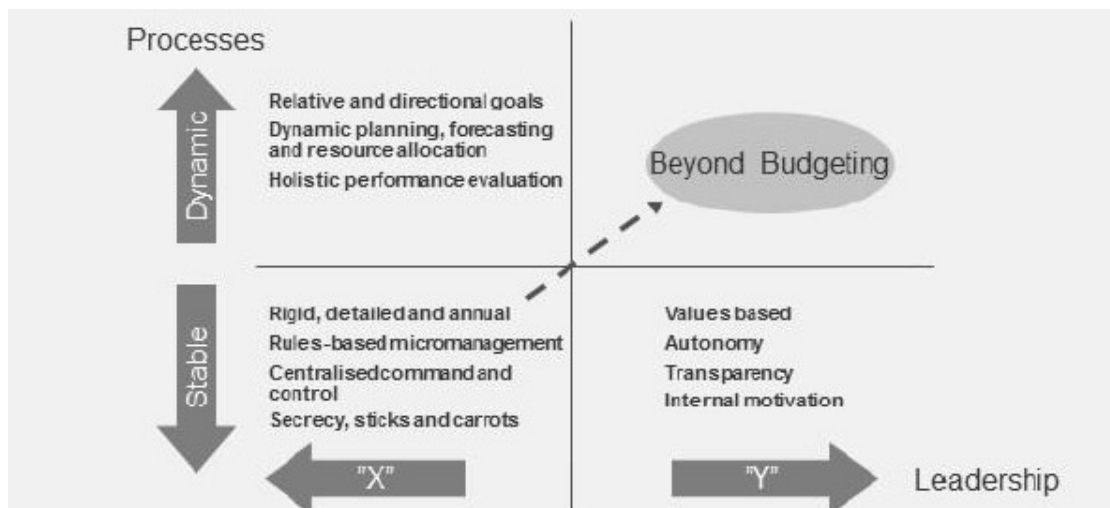 Processes
Dynamic
Relative and directional goals
Dynamic planning, forecasting
and resource allocation
Holistic performance evaluation
Beyond Budgeting
Stable
Rigid, detailed and annual
Rules-based micromanagement
Centralised command and
control
Secrecy, sticks and carrots
Values based
Autonomy
Transparency
Internal motivation
"X"
"Y"
Leadership